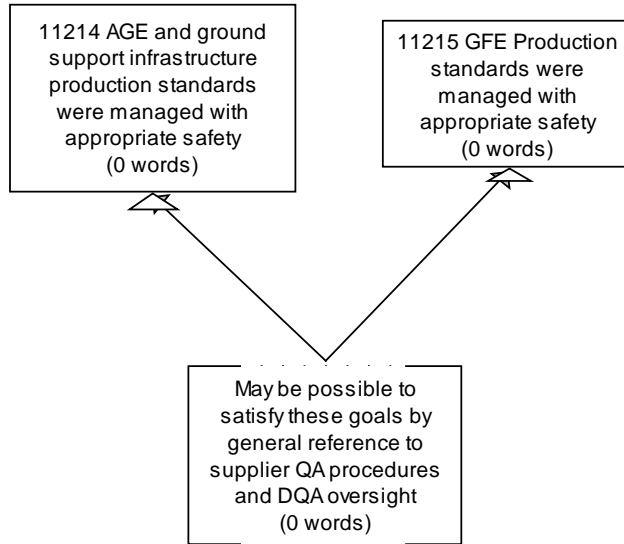 11214 AGE and ground
support infrastructure
production standards
were managed with
appropriate safety
(0 words)
11215 GFE Production
standards were
managed with
appropriate safety
(0 words)
May be possible to
satisfy these goals by
general reference to
supplier QA procedures
and DQA oversight
(0 words)